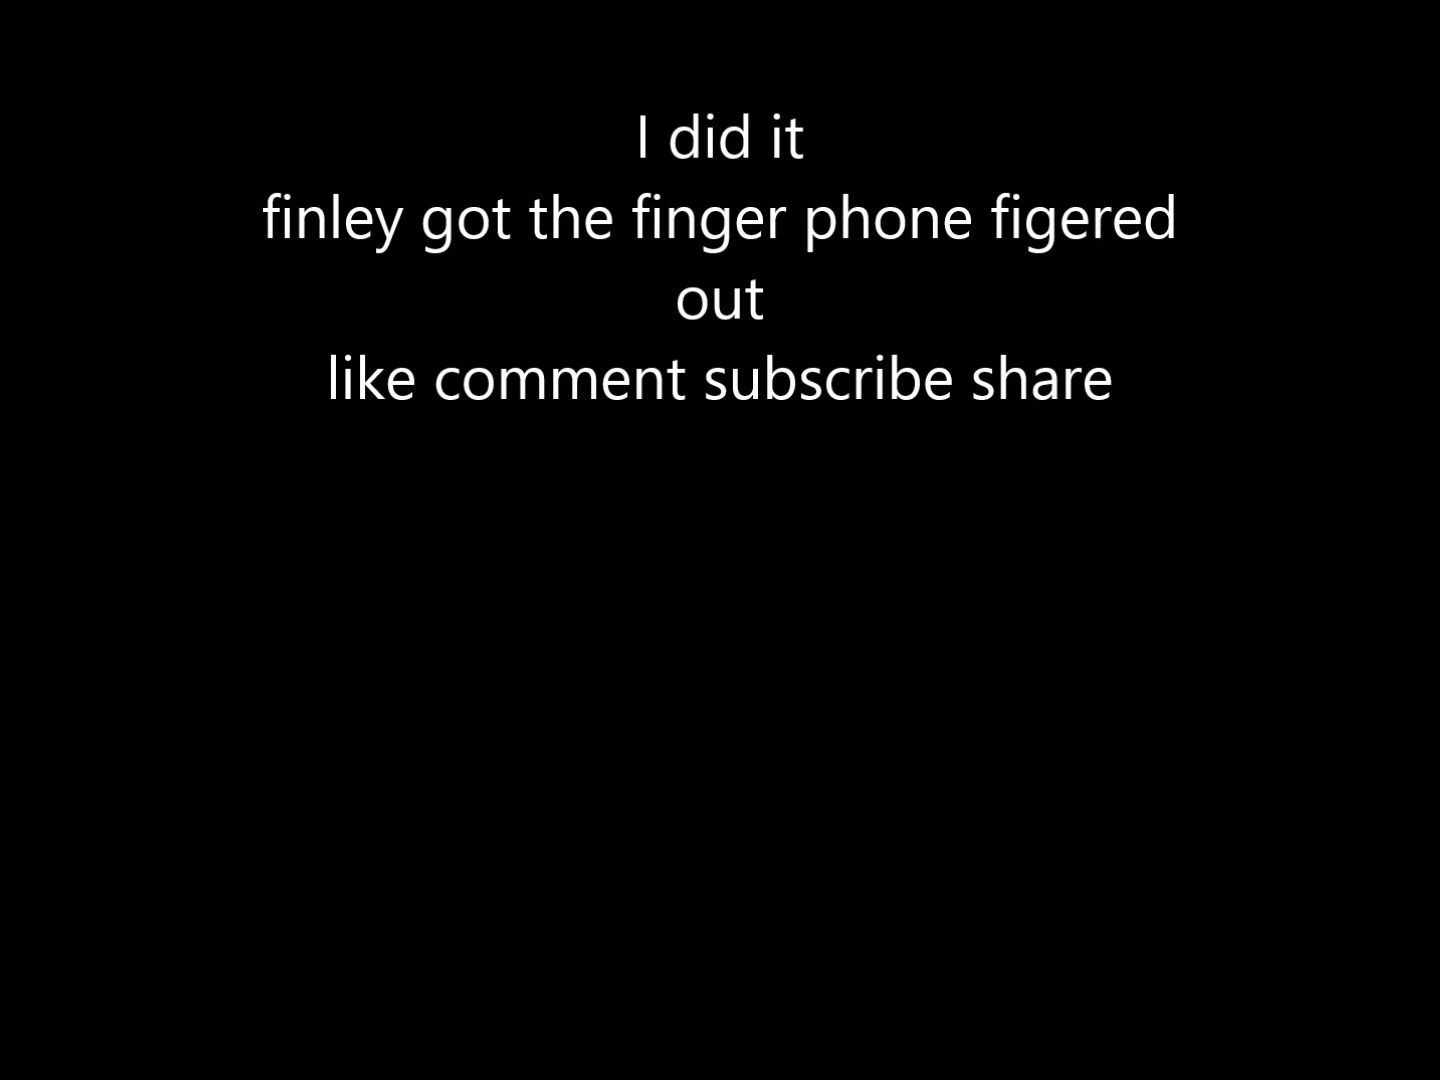 I did it
finley got the finger phone figered
out
like comment subscribe share